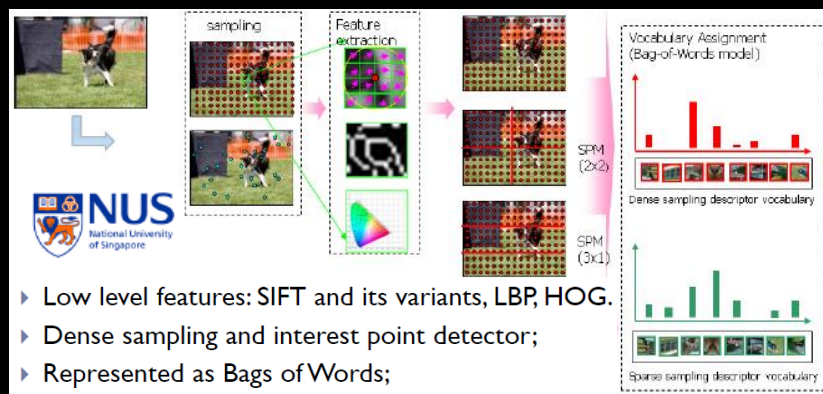 sampling
Feature
extraction
SPM
(2x2)
SPM
(3x1)
Vocabulary Assignment
(Bag-of-Words model)
Dense sampling descriptor vocabulary
Sparse sampling descriptor vocabulary
NUS
National University
of Singapore
Low level features: SIFT and its variants, LBP, HOG.
Dense sampling and interest point detector;
Represented as Bags of Words;